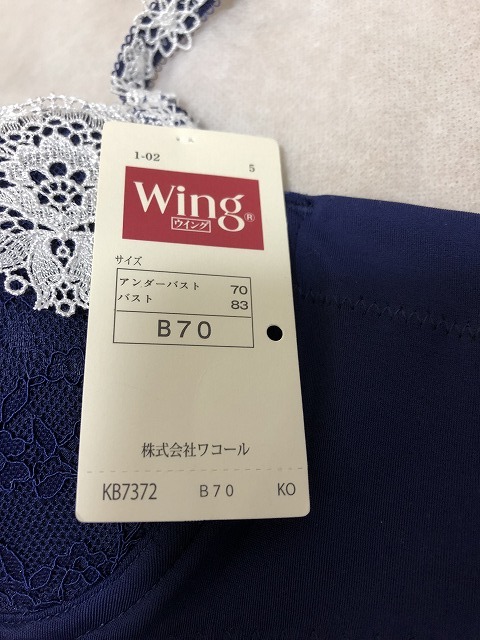 1-02 5
Wing®
ウイング
サイズ
アンダーバスト 70
バスト 83
B70
株式会社ワコール
KB7372 B70 KO